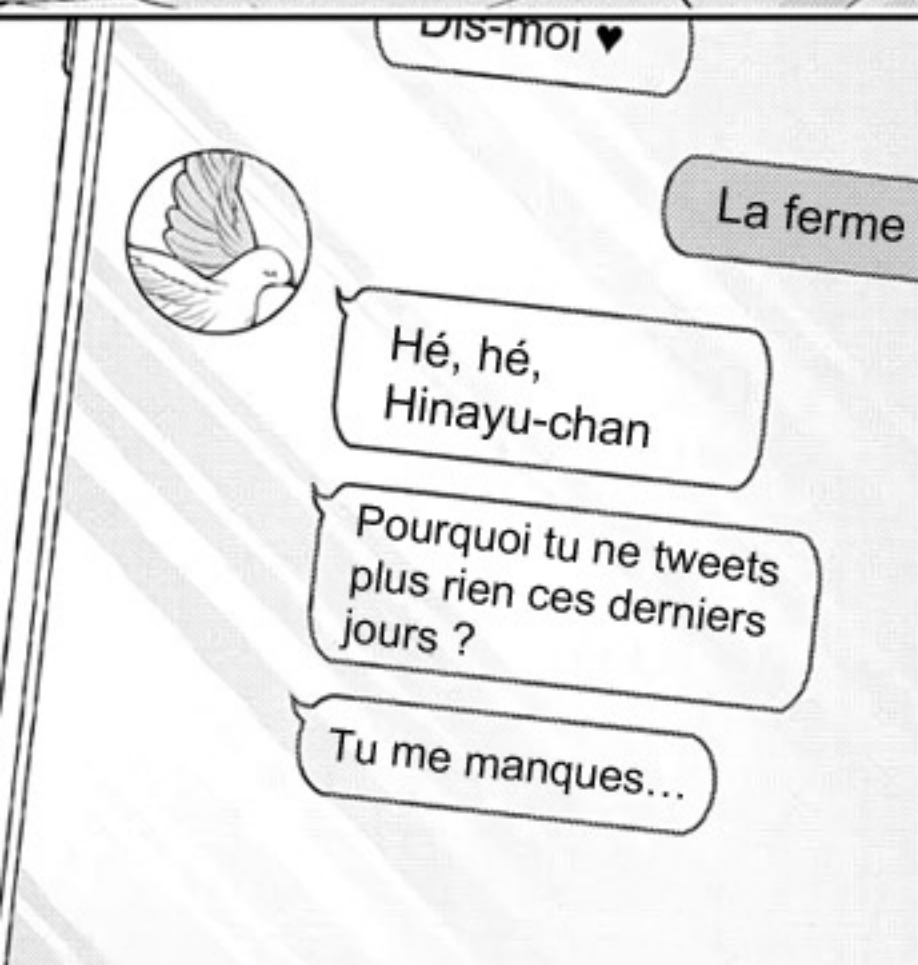 Dis-moi ♥
La ferme
Hé, hé,
Hinayu-chan
Pourquoi tu ne tweets
plus rien ces derniers
jours ?
Tu me manques...